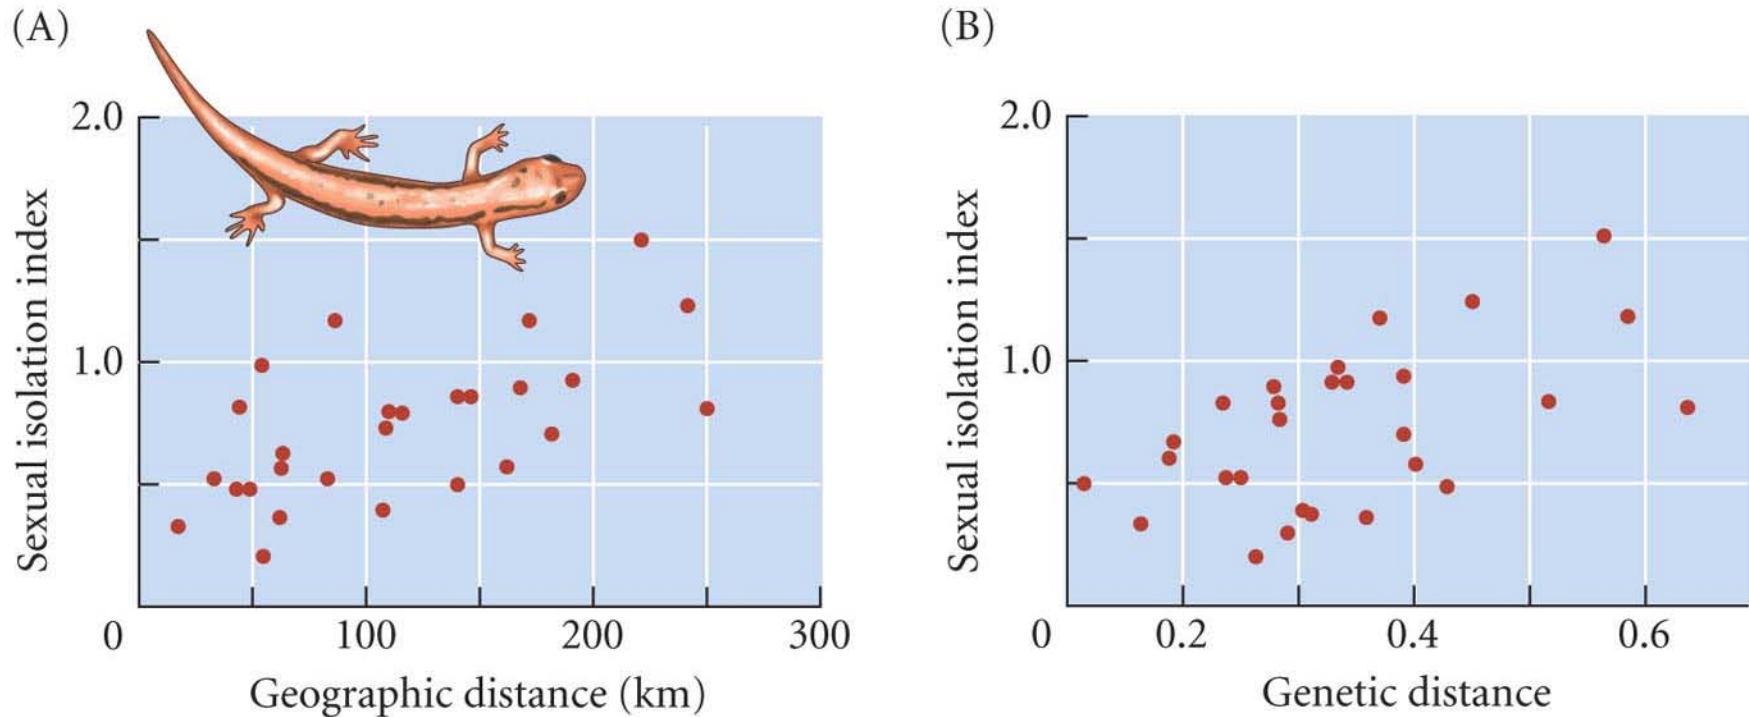 (A)
2.0
1.0
0
100
200
300
Sexual isolation index
Geographic distance (km)
(B)
2.0
1.0
0
0.2
0.4
0.6
Sexual isolation index
Genetic distance